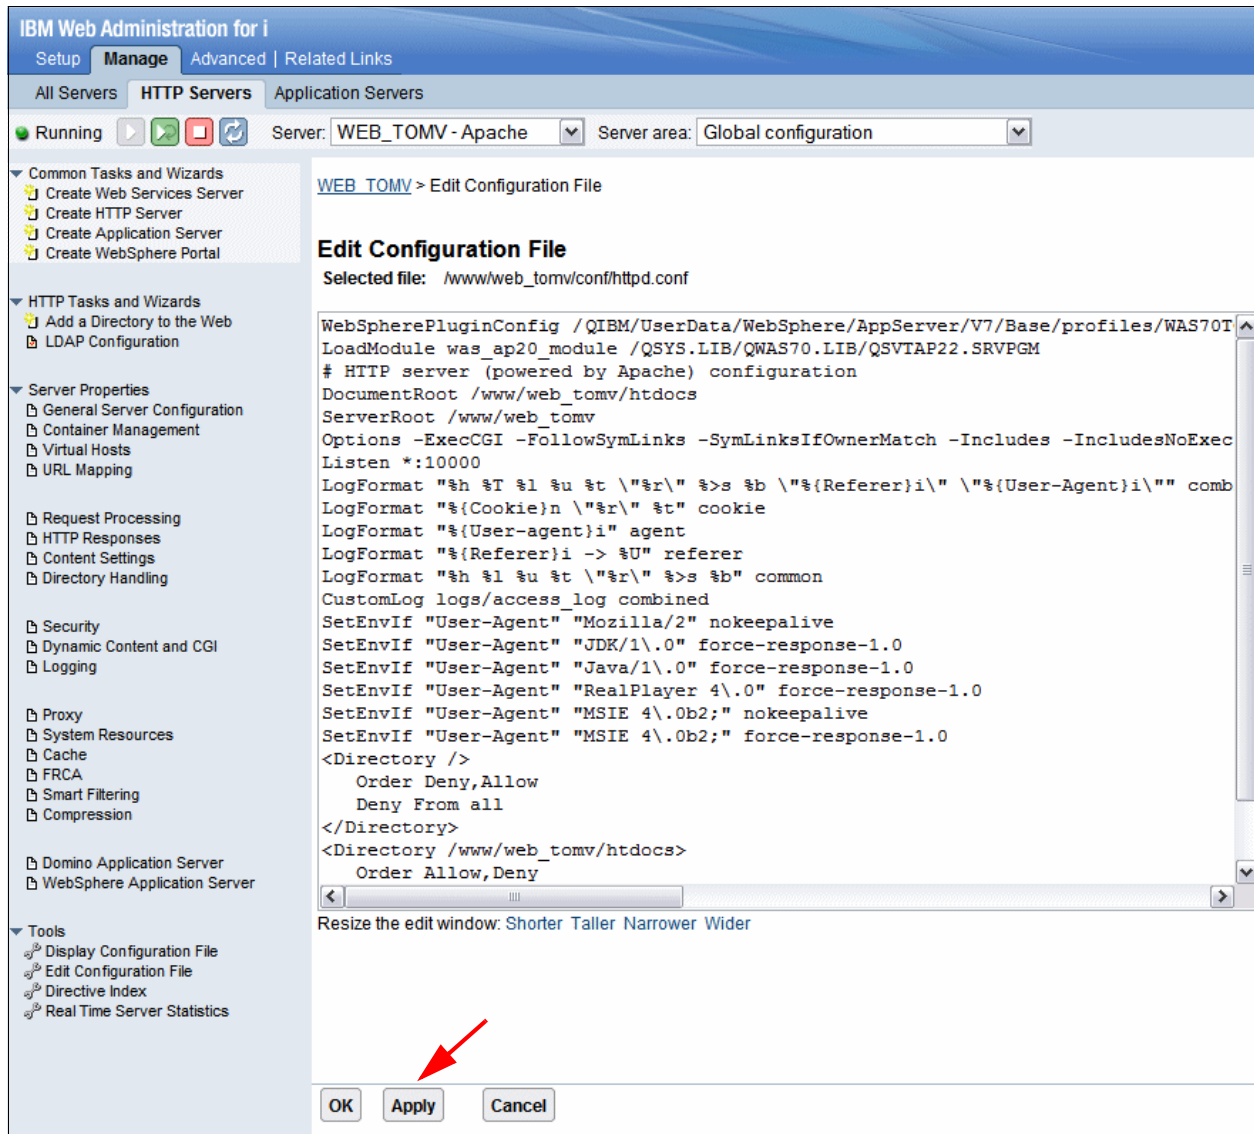 IBM Web Administration for i
Setup Manage Advanced | Related Links
All Servers HTTP Servers Application Servers
Running Server: WEB_TOMV - Apache Server area: Global configuration
Common Tasks and Wizards
Create Web Services Server
Create HTTP Server
Create Application Server
Create WebSphere Portal
HTTP Tasks and Wizards
Add a Directory to the Web
LDAP Configuration
Server Properties
General Server Configuration
Container Management
Virtual Hosts
URL Mapping
Request Processing
HTTP Responses
Content Settings
Directory Handling
Security
Dynamic Content and CGI
Logging
Proxy
System Resources
Cache
FRCA
Smart Filtering
Compression
Domino Application Server
WebSphere Application Server
Tools
Display Configuration File
Edit Configuration File
Directive Index
Real Time Server Statistics
WEB_TOMV > Edit Configuration File
Edit Configuration File
Selected file: /www/web_tomv/conf/httpd.conf
WebSpherePluginConfig /QIBM/UserData/WebSphere/AppServer/V7/Base/profiles/WAS70T
LoadModule was_ap20_module /QSYS.LIB/QWAS70.LIB/QSVTAP22.SRVPGM
# HTTP server (powered by Apache) configuration
DocumentRoot /www/web_tomv/htdocs
ServerRoot /www/web_tomv
Options -ExecCGI -FollowSymLinks -SymLinksIfOwnerMatch -Includes -IncludesNoExec
Listen *:10000
LogFormat "%h %T %l %u %t \"%r\" %>s %b \"%{Referer}i\" \"%{User-Agent}i\"" comb
LogFormat "%{Cookie}n \"%r\" %t" cookie
LogFormat "%{User-agent}i" agent
LogFormat "%{Referer}i -> %U" referer
LogFormat "%h %l %u %t \"%r\" %>s %b" common
CustomLog logs/access_log combined
SetEnvIf "User-Agent" "Mozilla/2" nokeepalive
SetEnvIf "User-Agent" "JDK/1\.0" force-response-1.0
SetEnvIf "User-Agent" "Java/1\.0" force-response-1.0
SetEnvIf "User-Agent" "RealPlayer 4\.0" force-response-1.0
SetEnvIf "User-Agent" "MSIE 4\.0b2;" nokeepalive
SetEnvIf "User-Agent" "MSIE 4\.0b2;" force-response-1.0
<Directory />
Order Deny,Allow
Deny From all
</Directory>
<Directory /www/web_tomv/htdocs>
Order Allow,Deny
Resize the edit window: Shorter Taller Narrower Wider
OK Apply Cancel